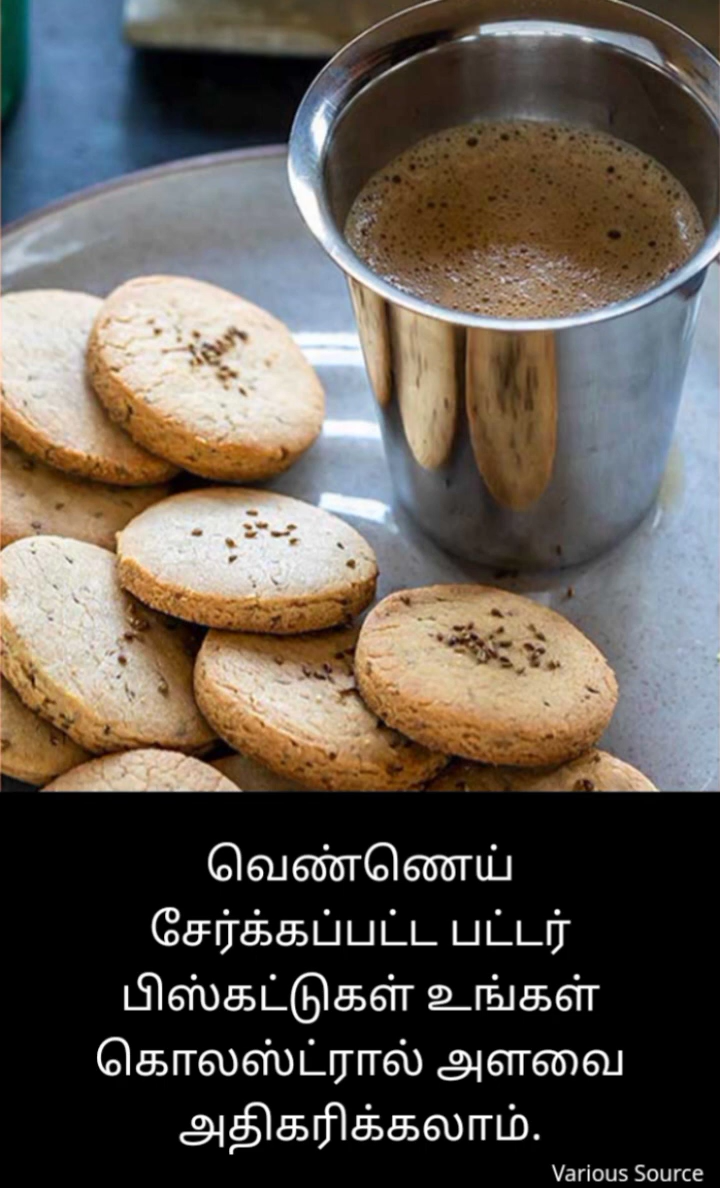 வெண்ணெய்
சேர்க்கப்பட்ட பட்டர்
பிஸ்கட்டுகள் உங்கள்
கொலஸ்ட்ரால் அளவை
அதிகரிக்கலாம்.
Various Source